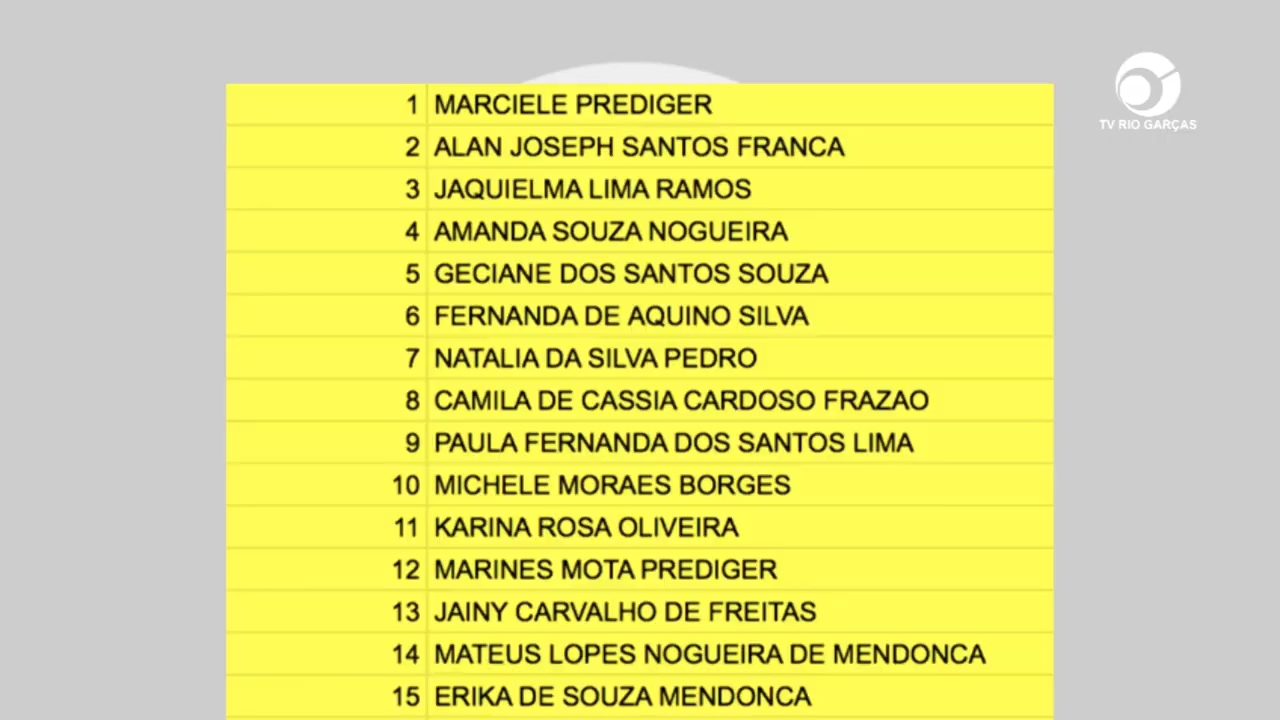 1 MARCIELE PREDIGER
2 ALAN JOSEPH SANTOS FRANCA
3 JAQUIELMA LIMA RAMOS
4 AMANDA SOUZA NOGUEIRA
5 GECIANE DOS SANTOS SOUZA
6 FERNANDA DE AQUINO SILVA
7 NATALIA DA SILVA PEDRO
8 CAMILA DE CASSIA CARDOSO FRAZAO
9 PAULA FERNANDA DOS SANTOS LIMA
10 MICHELE MORAES BORGES
11 KARINA ROSA OLIVEIRA
12 MARINES MOTA PREDIGER
13 JAINY CARVALHO DE FREITAS
14 MATEUS LOPES NOGUEIRA DE MENDONCA
15 ERIKA DE SOUZA MENDONCA
TV RIO GARÇAS